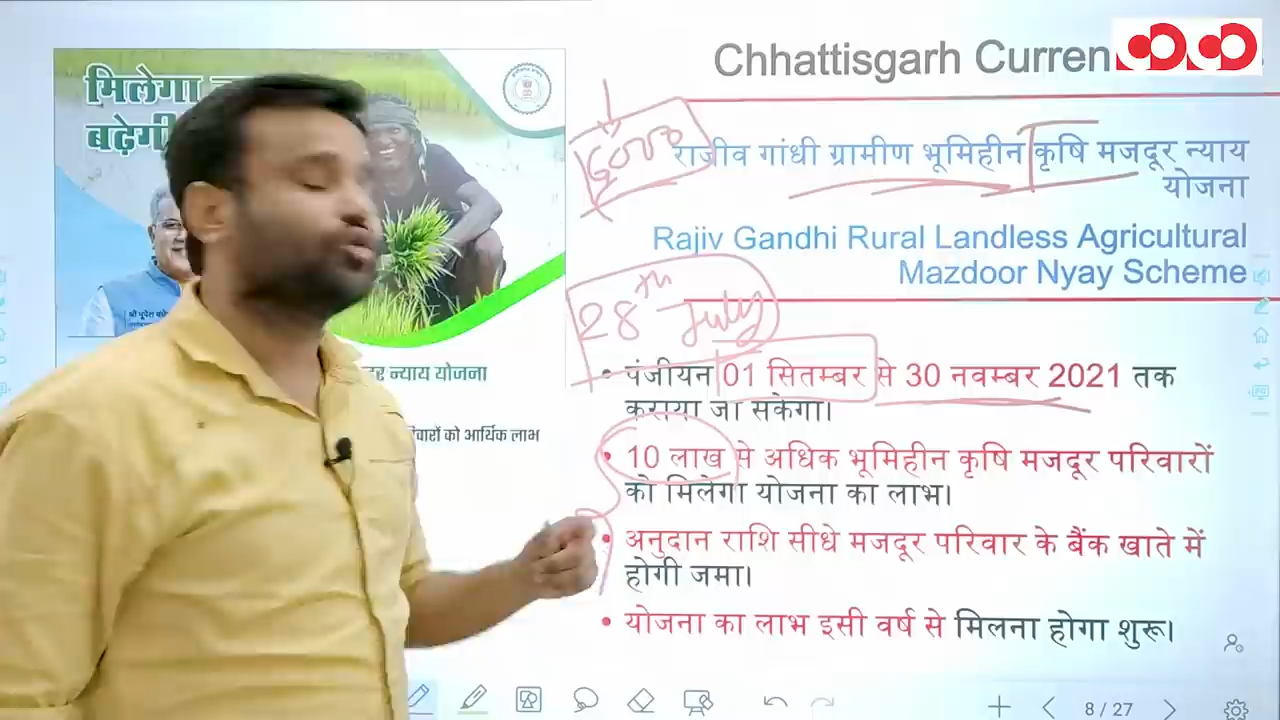 मिलेगा
बढ़ेगी
Chhattisgarh Curren
राजीव गांधी ग्रामीण भूमिहीन कृषि मजदूर न्याय
योजना
Rajiv Gandhi Rural Landless Agricultural
Mazdoor Nyay Scheme
28th July
• पंजीयन 01 सितम्बर से 30 नवम्बर 2021 तक
कराया जा सकेगा।
• 10 लाख से अधिक भूमिहीन कृषि मजदूर परिवारों
को मिलेगा योजना का लाभ।
• अनुदान राशि सीधे मजदूर परिवार के बैंक खाते में
होगी जमा।
• योजना का लाभ इसी वर्ष से मिलना होगा शुरू।
न्याय योजना
को आर्थिक लाभ
8 / 27